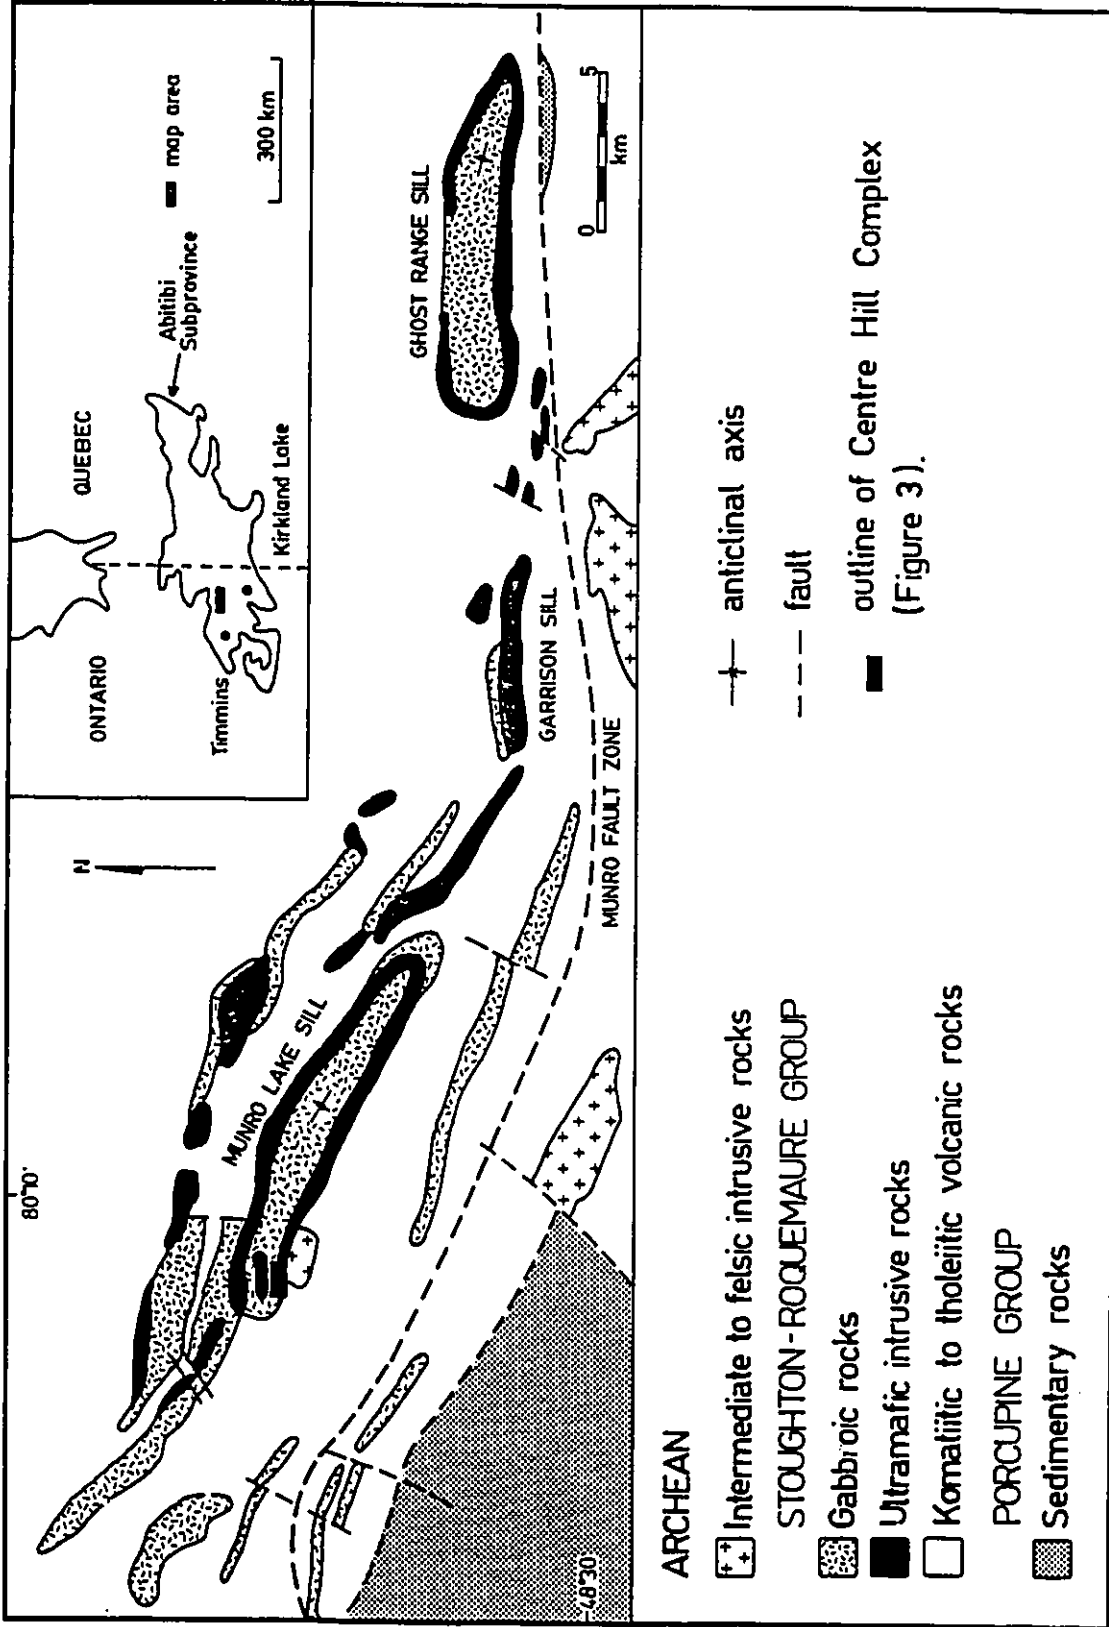 80°10'
N
ONTARIO
QUEBEC
Timmins
Kirkland Lake
Abitibi
Subprovince
map area
300 km
MUNRO LAKE SILL
GARRISON SILL
GHOST RANGE SILL
MUNRO FAULT ZONE
0
5
km
48°30'
ARCHEAN
Intermediate to felsic intrusive rocks
STOUGHTON-ROQUEMAURE GROUP
Gabbroic rocks
Ultramafic intrusive rocks
Komatiitic to tholeiitic volcanic rocks
PORCUPINE GROUP
Sedimentary rocks
anticlinal axis
fault
outline of Centre Hill Complex
(Figure 3).